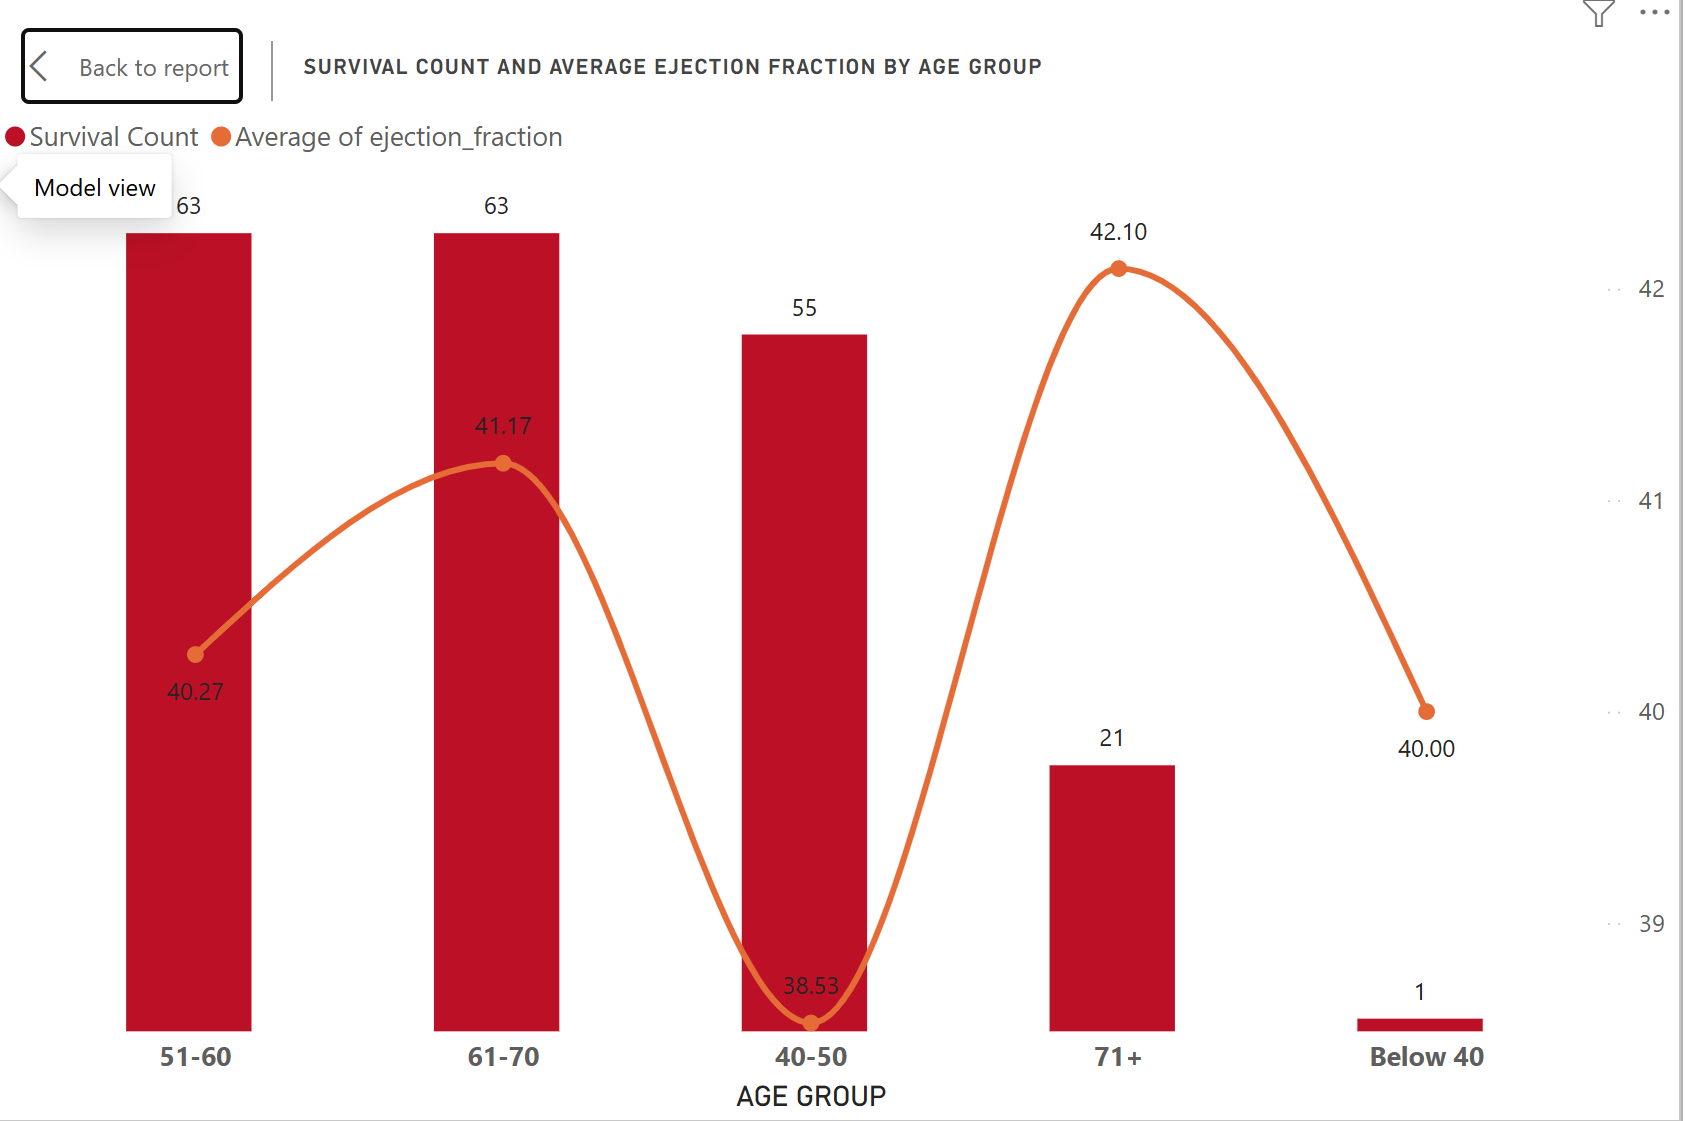 Back to report
SURVIVAL COUNT AND AVERAGE EJECTION FRACTION BY AGE GROUP
Survival Count Average of ejection_fraction
Model view
63
63
55
21
1
40.27
41.17
38.53
42.10
40.00
42
41
40
39
51-60 61-70 40-50 71+ Below 40
AGE GROUP